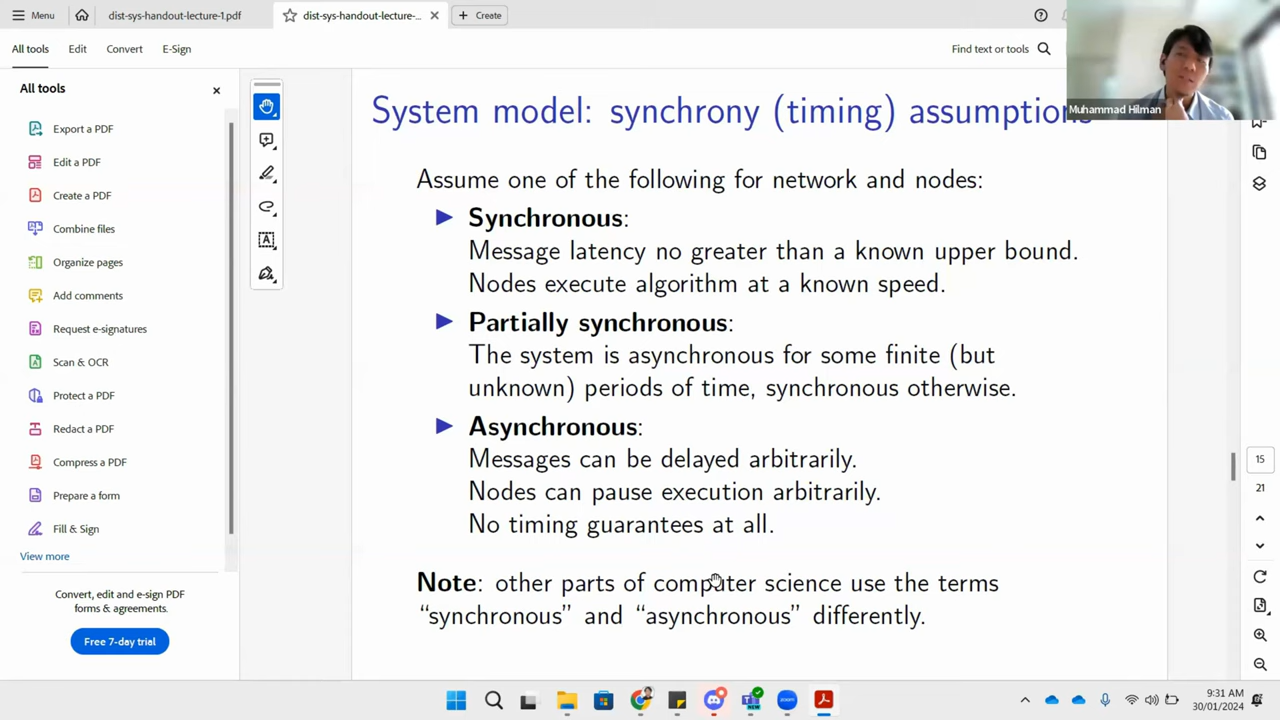 Menu
dist-sys-handout-lecture-1.pdf
dist-sys-handout-lecture-...
Create
All tools
Edit
Convert
E-Sign
Find text or tools
Muhammad Hilman
All tools
Export a PDF
Edit a PDF
Create a PDF
Combine files
Organize pages
Add comments
Request e-signatures
Scan & OCR
Protect a PDF
Redact a PDF
Compress a PDF
Prepare a form
Fill & Sign
View more
Convert, edit and e-sign PDF
forms & agreements.
Free 7-day trial
System model: synchrony (timing) assumptions
Assume one of the following for network and nodes:
Synchronous:
Message latency no greater than a known upper bound.
Nodes execute algorithm at a known speed.
Partially synchronous:
The system is asynchronous for some finite (but
unknown) periods of time, synchronous otherwise.
Asynchronous:
Messages can be delayed arbitrarily.
Nodes can pause execution arbitrarily.
No timing guarantees at all.
Note: other parts of computer science use the terms
“synchronous” and “asynchronous” differently.
15
21
9:31 AM
30/01/2024